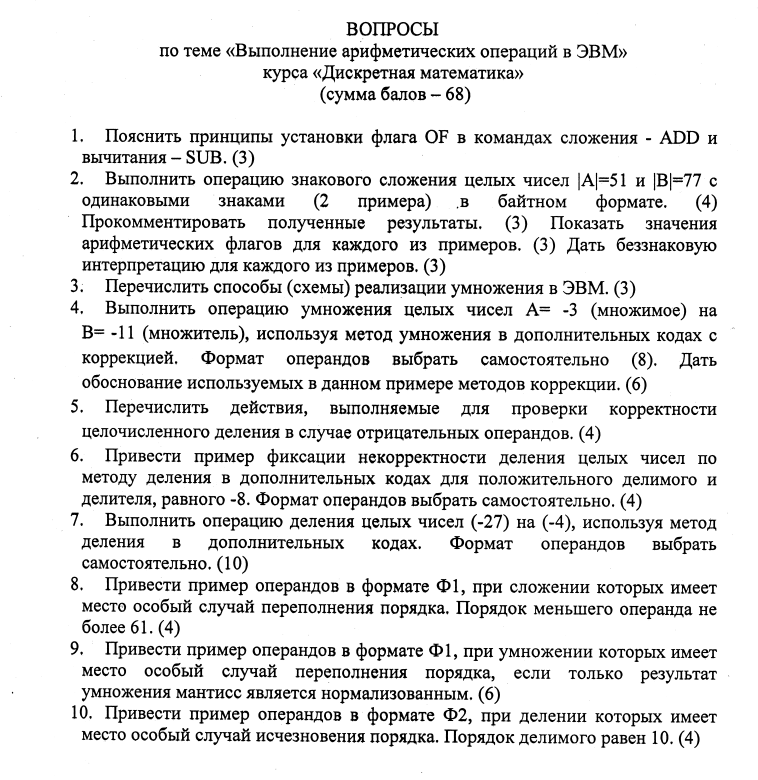 ВОПРОСЫ
по теме «Выполнение арифметических операций в ЭВМ»
курса «Дискретная математика»
(сумма балов – 68)
1. Пояснить принципы установки флага OF в командах сложения - ADD и
вычитания – SUB. (3)
2. Выполнить операцию знакового сложения целых чисел |A|=51 и |B|=77 с
одинаковыми знаками (2 примера) в байтном формате. (4)
Прокомментировать полученные результаты. (3) Показать значения
арифметических флагов для каждого из примеров. (3) Дать беззнаковую
интерпретацию для каждого из примеров. (3)
3. Перечислить способы (схемы) реализации умножения в ЭВМ. (3)
4. Выполнить операцию умножения целых чисел А= -3 (множимое) на
В= -11 (множитель), используя метод умножения в дополнительных кодах с
коррекцией. Формат операндов выбрать самостоятельно (8). Дать
обоснование используемых в данном примере методов коррекции. (6)
5. Перечислить действия, выполняемые для проверки корректности
целочисленного деления в случае отрицательных операндов. (4)
6. Привести пример фиксации некорректности деления целых чисел по
методу деления в дополнительных кодах для положительного делимого и
делителя, равного -8. Формат операндов выбрать самостоятельно. (4)
7. Выполнить операцию деления целых чисел (-27) на (-4), используя метод
деления в дополнительных кодах. Формат операндов выбрать
самостоятельно. (10)
8. Привести пример операндов в формате Ф1, при сложении которых имеет
место особый случай переполнения порядка. Порядок меньшего операнда не
более 61. (4)
9. Привести пример операндов в формате Ф1, при умножении которых имеет
место особый случай переполнения порядка, если только результат
умножения мантисс является нормализованным. (6)
10. Привести пример операндов в формате Ф2, при делении которых имеет
место особый случай исчезновения порядка. Порядок делимого равен 10. (4)